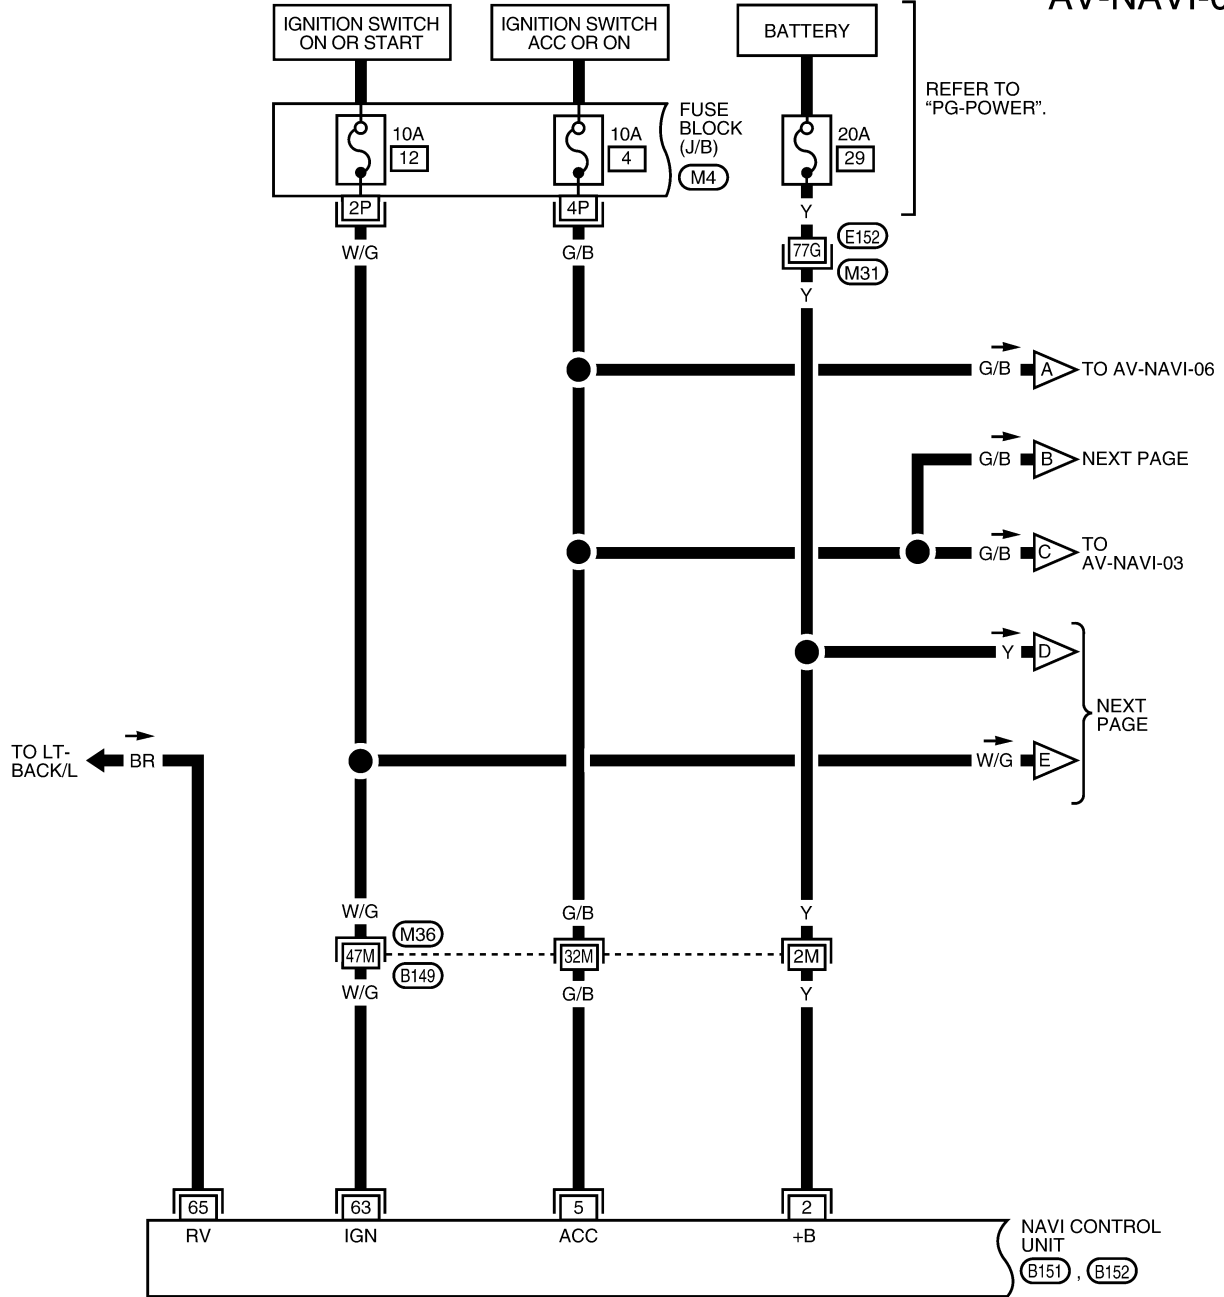 AV-NAVI-0
IGNITION SWITCH
ON OR START
IGNITION SWITCH
ACC OR ON
BATTERY
REFER TO
“PG-POWER”.
10A
12
10A
4
FUSE
BLOCK
(J/B)
M4
20A
29
2P
4P
Y
W/G
G/B
77G
E152
M31
Y
G/B
A
TO AV-NAVI-06
G/B
B
NEXT PAGE
G/B
C
TO
AV-NAVI-03
Y
D
NEXT
PAGE
TO LT-
BACK/L
BR
W/G
E
W/G
G/B
Y
M36
47M
32M
2M
B149
W/G
G/B
Y
65
63
5
2
RV
IGN
ACC
+B
NAVI CONTROL
UNIT
B151 , B152